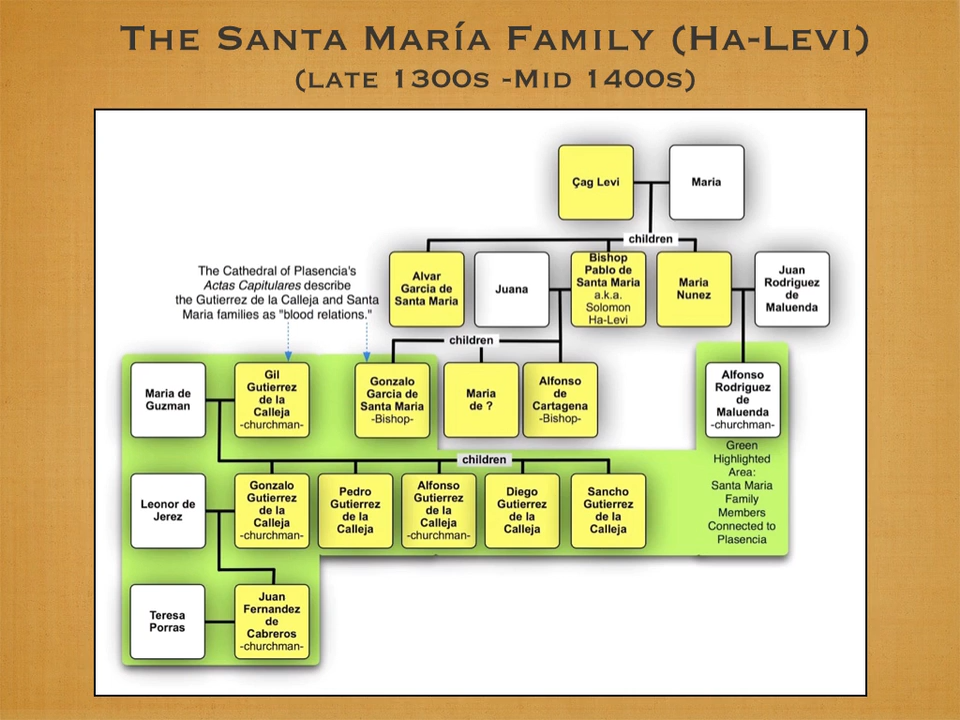 The Santa María Family (Ha-Levi)
(late 1300s -Mid 1400s)
Çag Levi
Maria
children
Alvar
Garcia de
Santa Maria
Juana
Bishop
Pablo de
Santa Maria
a.k.a.
Solomon
Ha-Levi
Maria
Nunez
Juan
Rodriguez
de
Maluenda
The Cathedral of Plasencia's
Actas Capitulares describe
the Gutierrez de la Calleja and Santa
Maria families as "blood relations."
children
Maria de
Guzman
Gil
Gutierrez
de la
Calleja
-churchman-
Gonzalo
Garcia de
Santa Maria
-Bishop-
Maria
de ?
Alfonso
de
Cartagena
-Bishop-
Alfonso
Rodriguez
de
Maluenda
-churchman-
Green
Highlighted
Area:
Santa Maria
Family
Members
Connected to
Plasencia
children
Leonor de
Jerez
Gonzalo
Gutierrez
de la
Calleja
-churchman-
Pedro
Gutierrez
de la
Calleja
Alfonso
Gutierrez
de la
Calleja
-churchman-
Diego
Gutierrez
de la
Calleja
Sancho
Gutierrez
de la
Calleja
Teresa
Porras
Juan
Fernandez
de
Cabreros
-churchman-